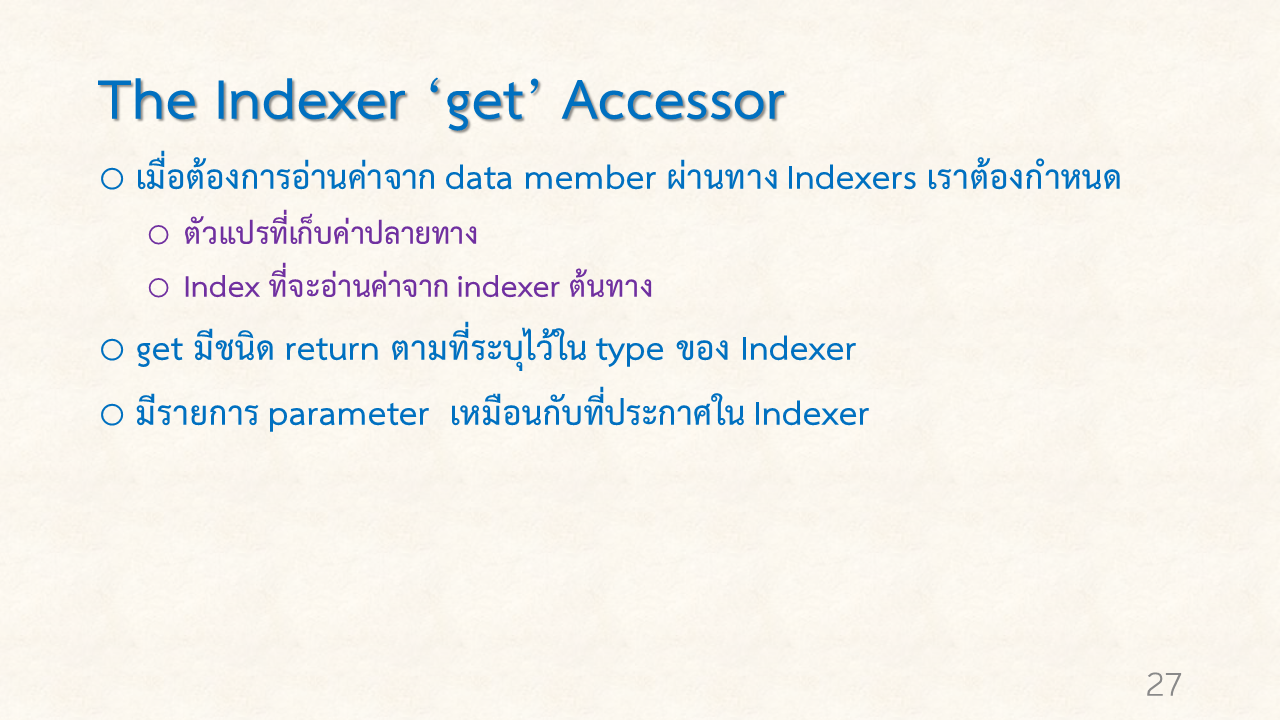 The Indexer ‘get’ Accessor
เมื่อต้องการอ่านค่าจาก data member ผ่านทาง Indexers เราต้องกำหนด
ตัวแปรที่เก็บค่าปลายทาง
Index ที่จะอ่านค่าจาก indexer ต้นทาง
get มีชนิด return ตามที่ระบุไว้ใน type ของ Indexer
มีรายการ parameter เหมือนกับที่ประกาศใน Indexer
27